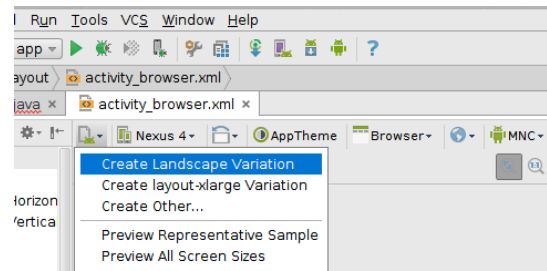 Run Tools VCS Window Help
app ?
ayout activity_browser.xml
java × activity_browser.xml ×
Nexus 4 AppTheme Browser MNC
Create Landscape Variation
Create layout-xlarge Variation
Create Other...
Horizon
Vertica
Preview Representative Sample
Preview All Screen Sizes